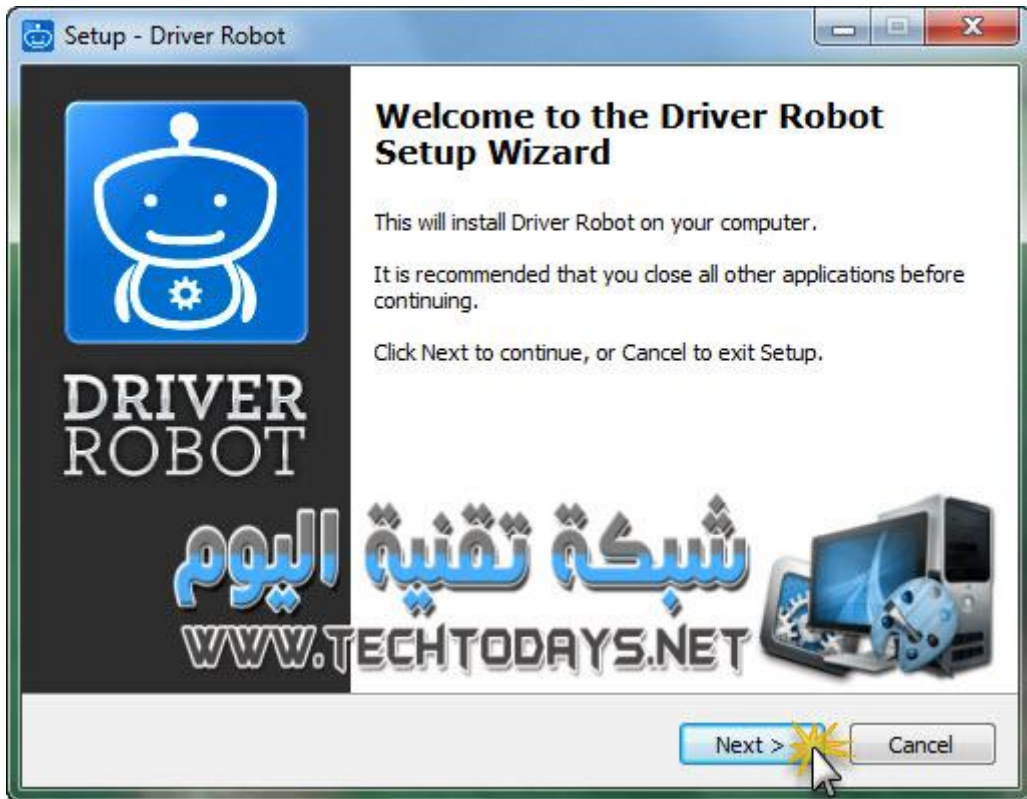 Setup - Driver Robot
Welcome to the Driver Robot
Setup Wizard
This will install Driver Robot on your computer.
It is recommended that you close all other applications before
continuing.
Click Next to continue, or Cancel to exit Setup.
DRIVER
ROBOT
شبكة تقنية اليوم
WWW.TECHTODAYS.NET
Next >
Cancel